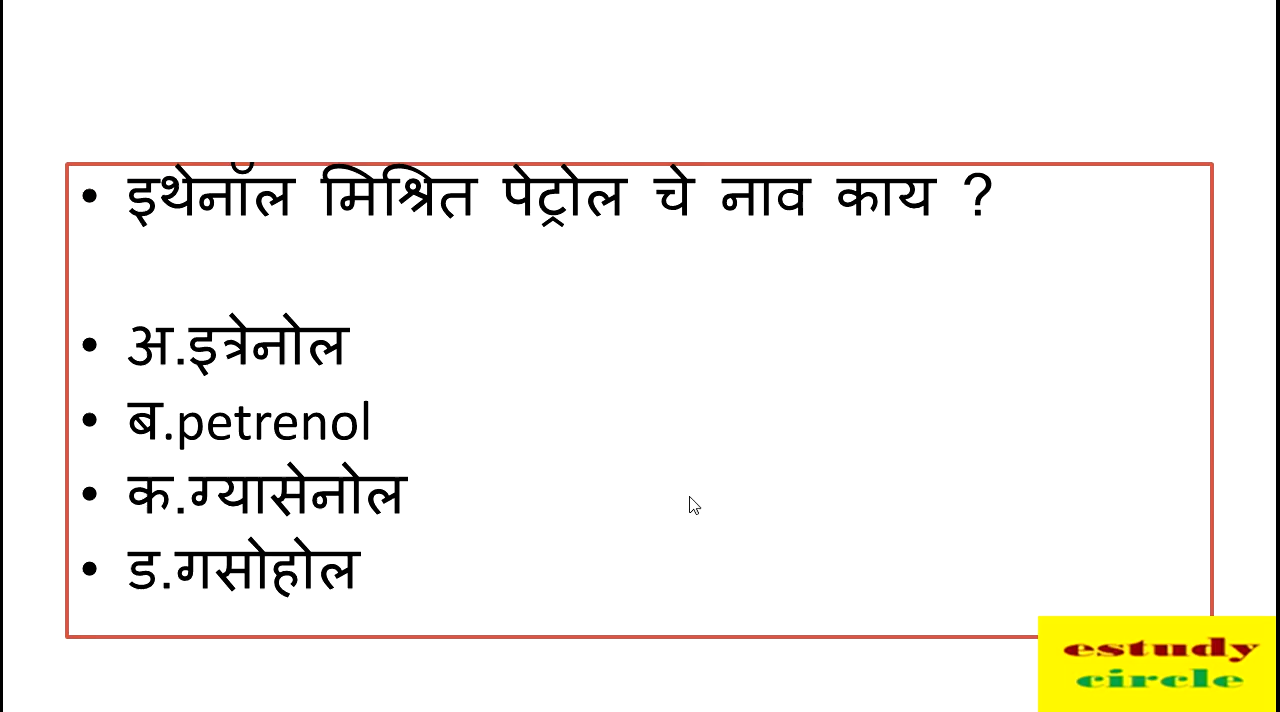 • इथेनॉल मिश्रित पेट्रोल चे नाव काय ?
• अ.इत्रेनोल
• ब.petrenol
• क.ग्यासेनोल
• ड.गसोहोल
estudy
circle